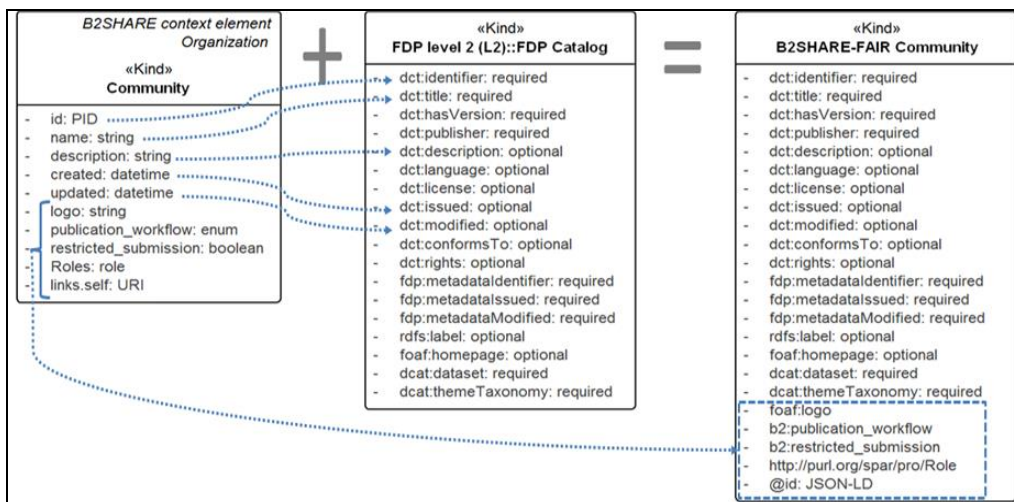 B2SHARE context element
Organization
«Kind»
Community
- id: PID
- name: string
- description: string
- created: datetime
- updated: datetime
- logo: string
- publication_workflow: enum
- restricted_submission: boolean
- Roles: role
- links.self: URI
+
«Kind»
FDP level 2 (L2)::FDP Catalog
- dct:identifier: required
- dct:title: required
- dct:hasVersion: required
- dct:publisher: required
- dct:description: optional
- dct:language: optional
- dct:license: optional
- dct:issued: optional
- dct:modified: optional
- dct:conformsTo: optional
- dct:rights: optional
- fdp:metadataIdentifier: required
- fdp:metadataIssued: required
- fdp:metadataModified: required
- rdfs:label: optional
- foaf:homepage: optional
- dcat:dataset: required
- dcat:themeTaxonomy: required
=
«Kind»
B2SHARE-FAIR Community
- dct:identifier: required
- dct:title: required
- dct:hasVersion: required
- dct:publisher: required
- dct:description: optional
- dct:language: optional
- dct:license: optional
- dct:issued: optional
- dct:modified: optional
- dct:conformsTo: optional
- dct:rights: optional
- fdp:metadataIdentifier: required
- fdp:metadataIssued: required
- fdp:metadataModified: required
- rdfs:label: optional
- foaf:homepage: optional
- dcat:dataset: required
- dcat:themeTaxonomy: required
- foaf:logo
- b2:publication_workflow
- b2:restricted_submission
- http://purl.org/spar/pro/Role
- @id: JSON-LD